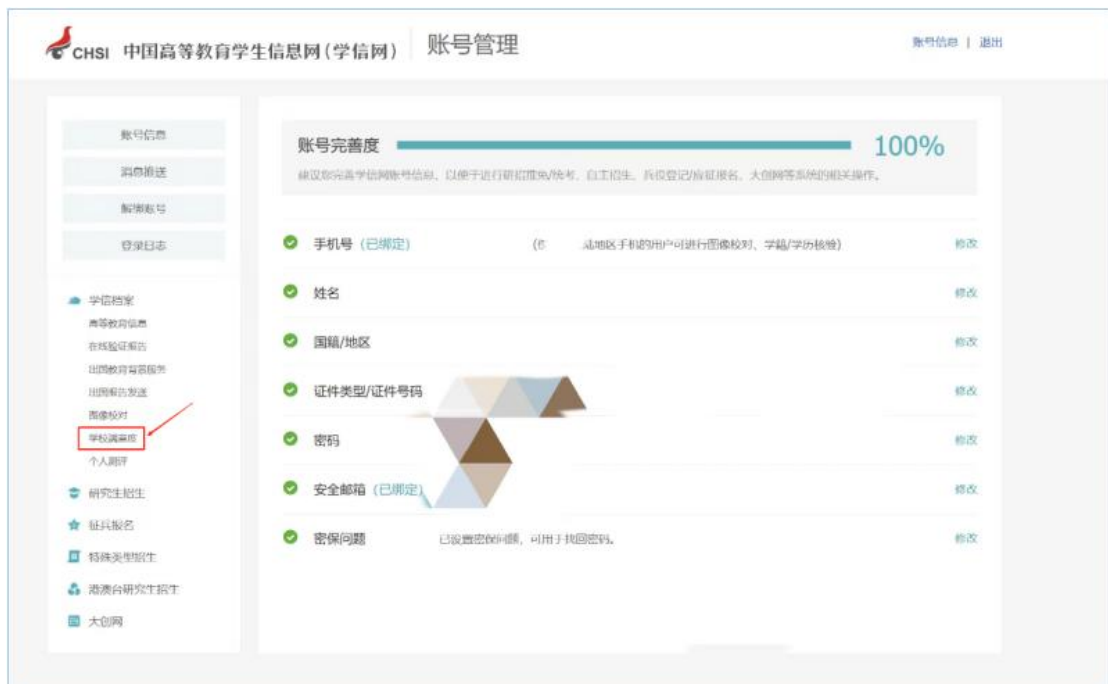 CHSI 中国高等教育学生信息网(学信网) 账号管理
账号信息 | 退出
账号信息
消息推送
解绑账号
登录日志
学信档案
高等教育信息
在线验证报告
出国教育背景服务
出国报告发送
图像校对
学校满意度
个人测评
研究生招生
征兵报名
特殊类型招生
港澳台研究生招生
大创网
账号完善度 100%
建议您完善学信网账号信息,以便于进行研招推免/统考、自主招生、兵役登记/应征报名、大创网等系统的相关操作。
手机号 (已绑定) 地区手机的用户可进行图像校对、学籍/学历核验) 修改
姓名 修改
国籍/地区 修改
证件类型/证件号码 修改
密码 修改
安全邮箱 (已绑定) 修改
密保问题 已设置密保问题,可用于找回密码。 修改